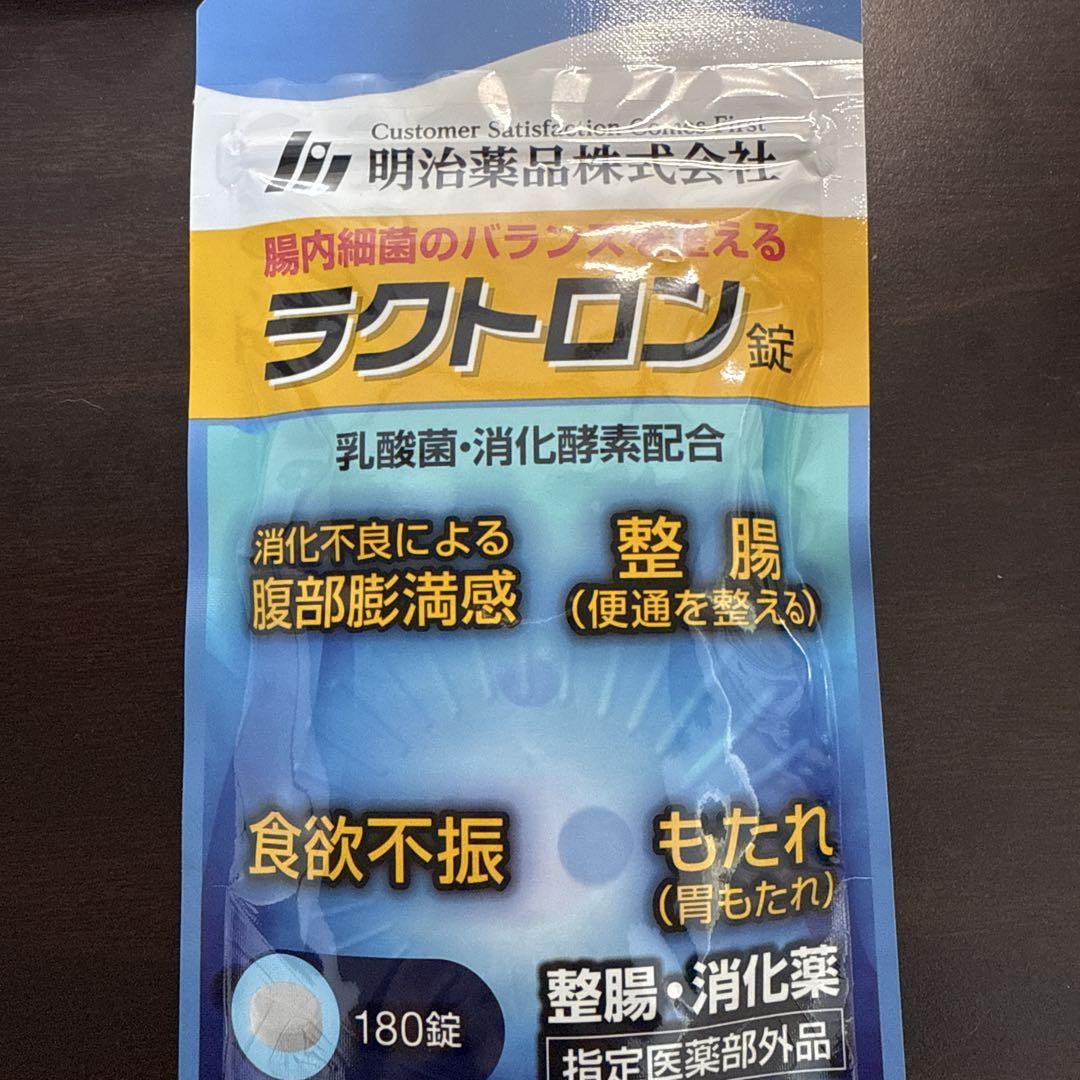 Customer Satisfaction Comes First
明治薬品株式会社
腸内細菌のバランスを整える
ラクトロン錠
乳酸菌・消化酵素配合
消化不良による
腹部膨満感
整腸
(便通を整える)
食欲不振
もたれ
(胃もたれ)
整腸・消化薬
180錠
指定医薬部外品